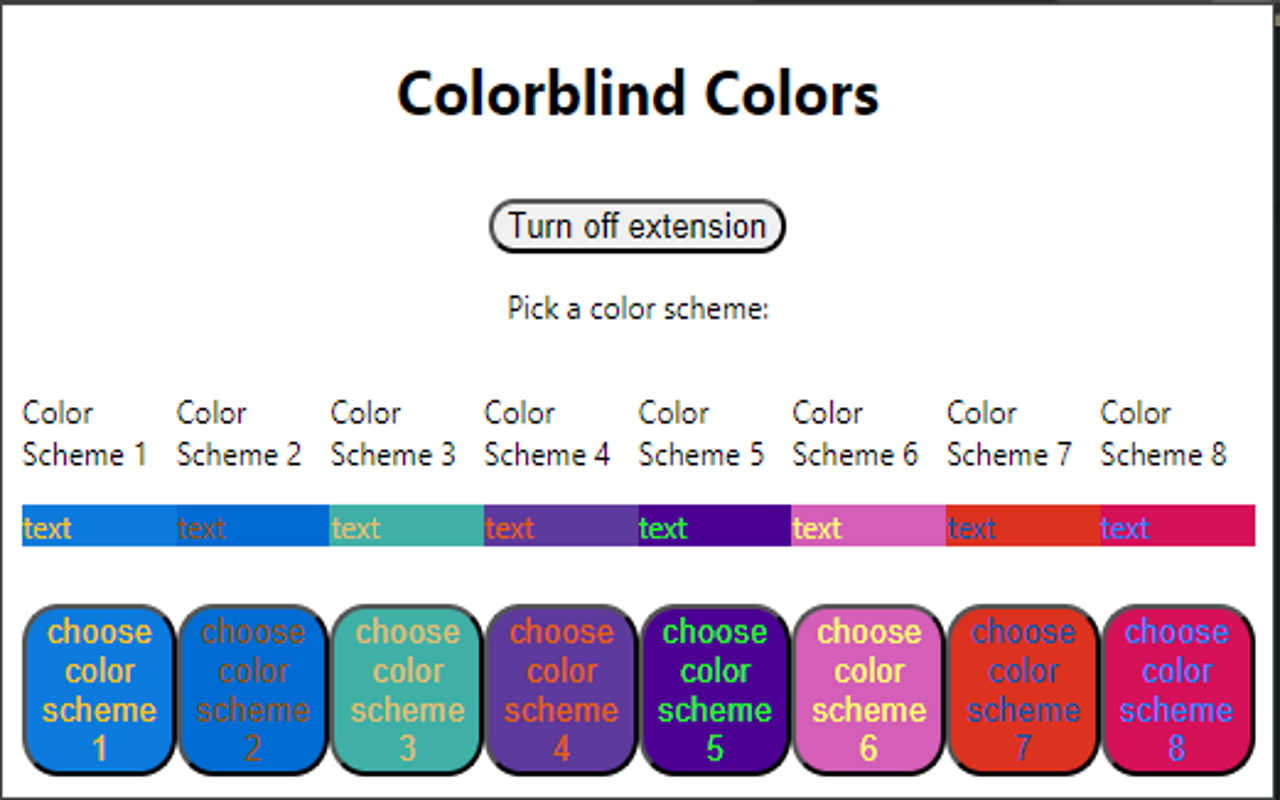 Colorblind Colors
Turn off extension
Pick a color scheme:
Color Color Color Color Color Color Color Color
Scheme 1 Scheme 2 Scheme 3 Scheme 4 Scheme 5 Scheme 6 Scheme 7 Scheme 8
text text text text text text text text
choose choose choose choose choose choose choose choose
color color color color color color color color
scheme scheme scheme scheme scheme scheme scheme scheme
1 2 3 4 5 6 7 8